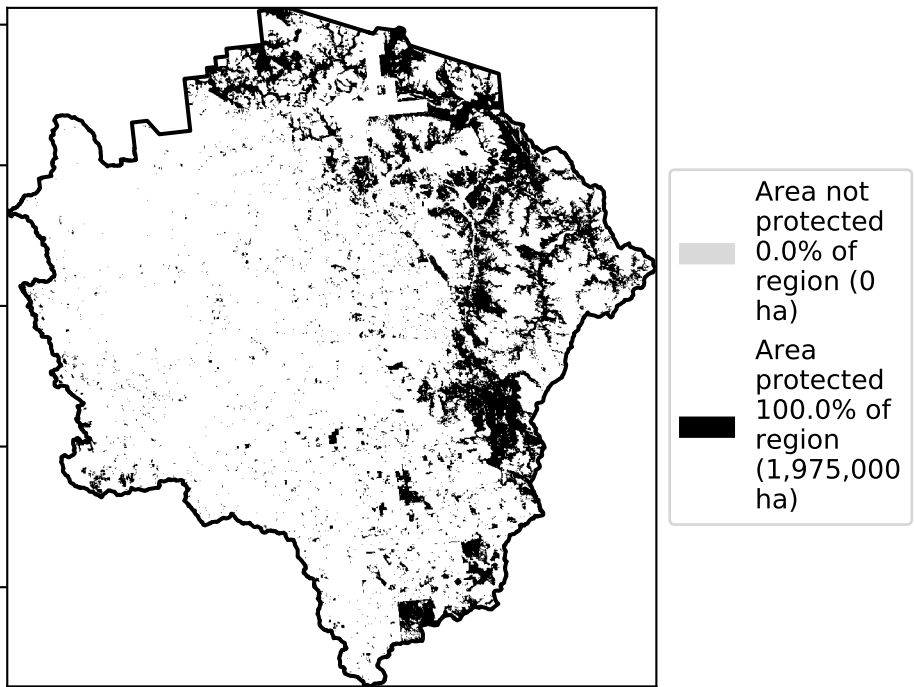 Area not
protected
0.0% of
region (0
ha)
Area
protected
100.0% of
region
(1,975,000
ha)